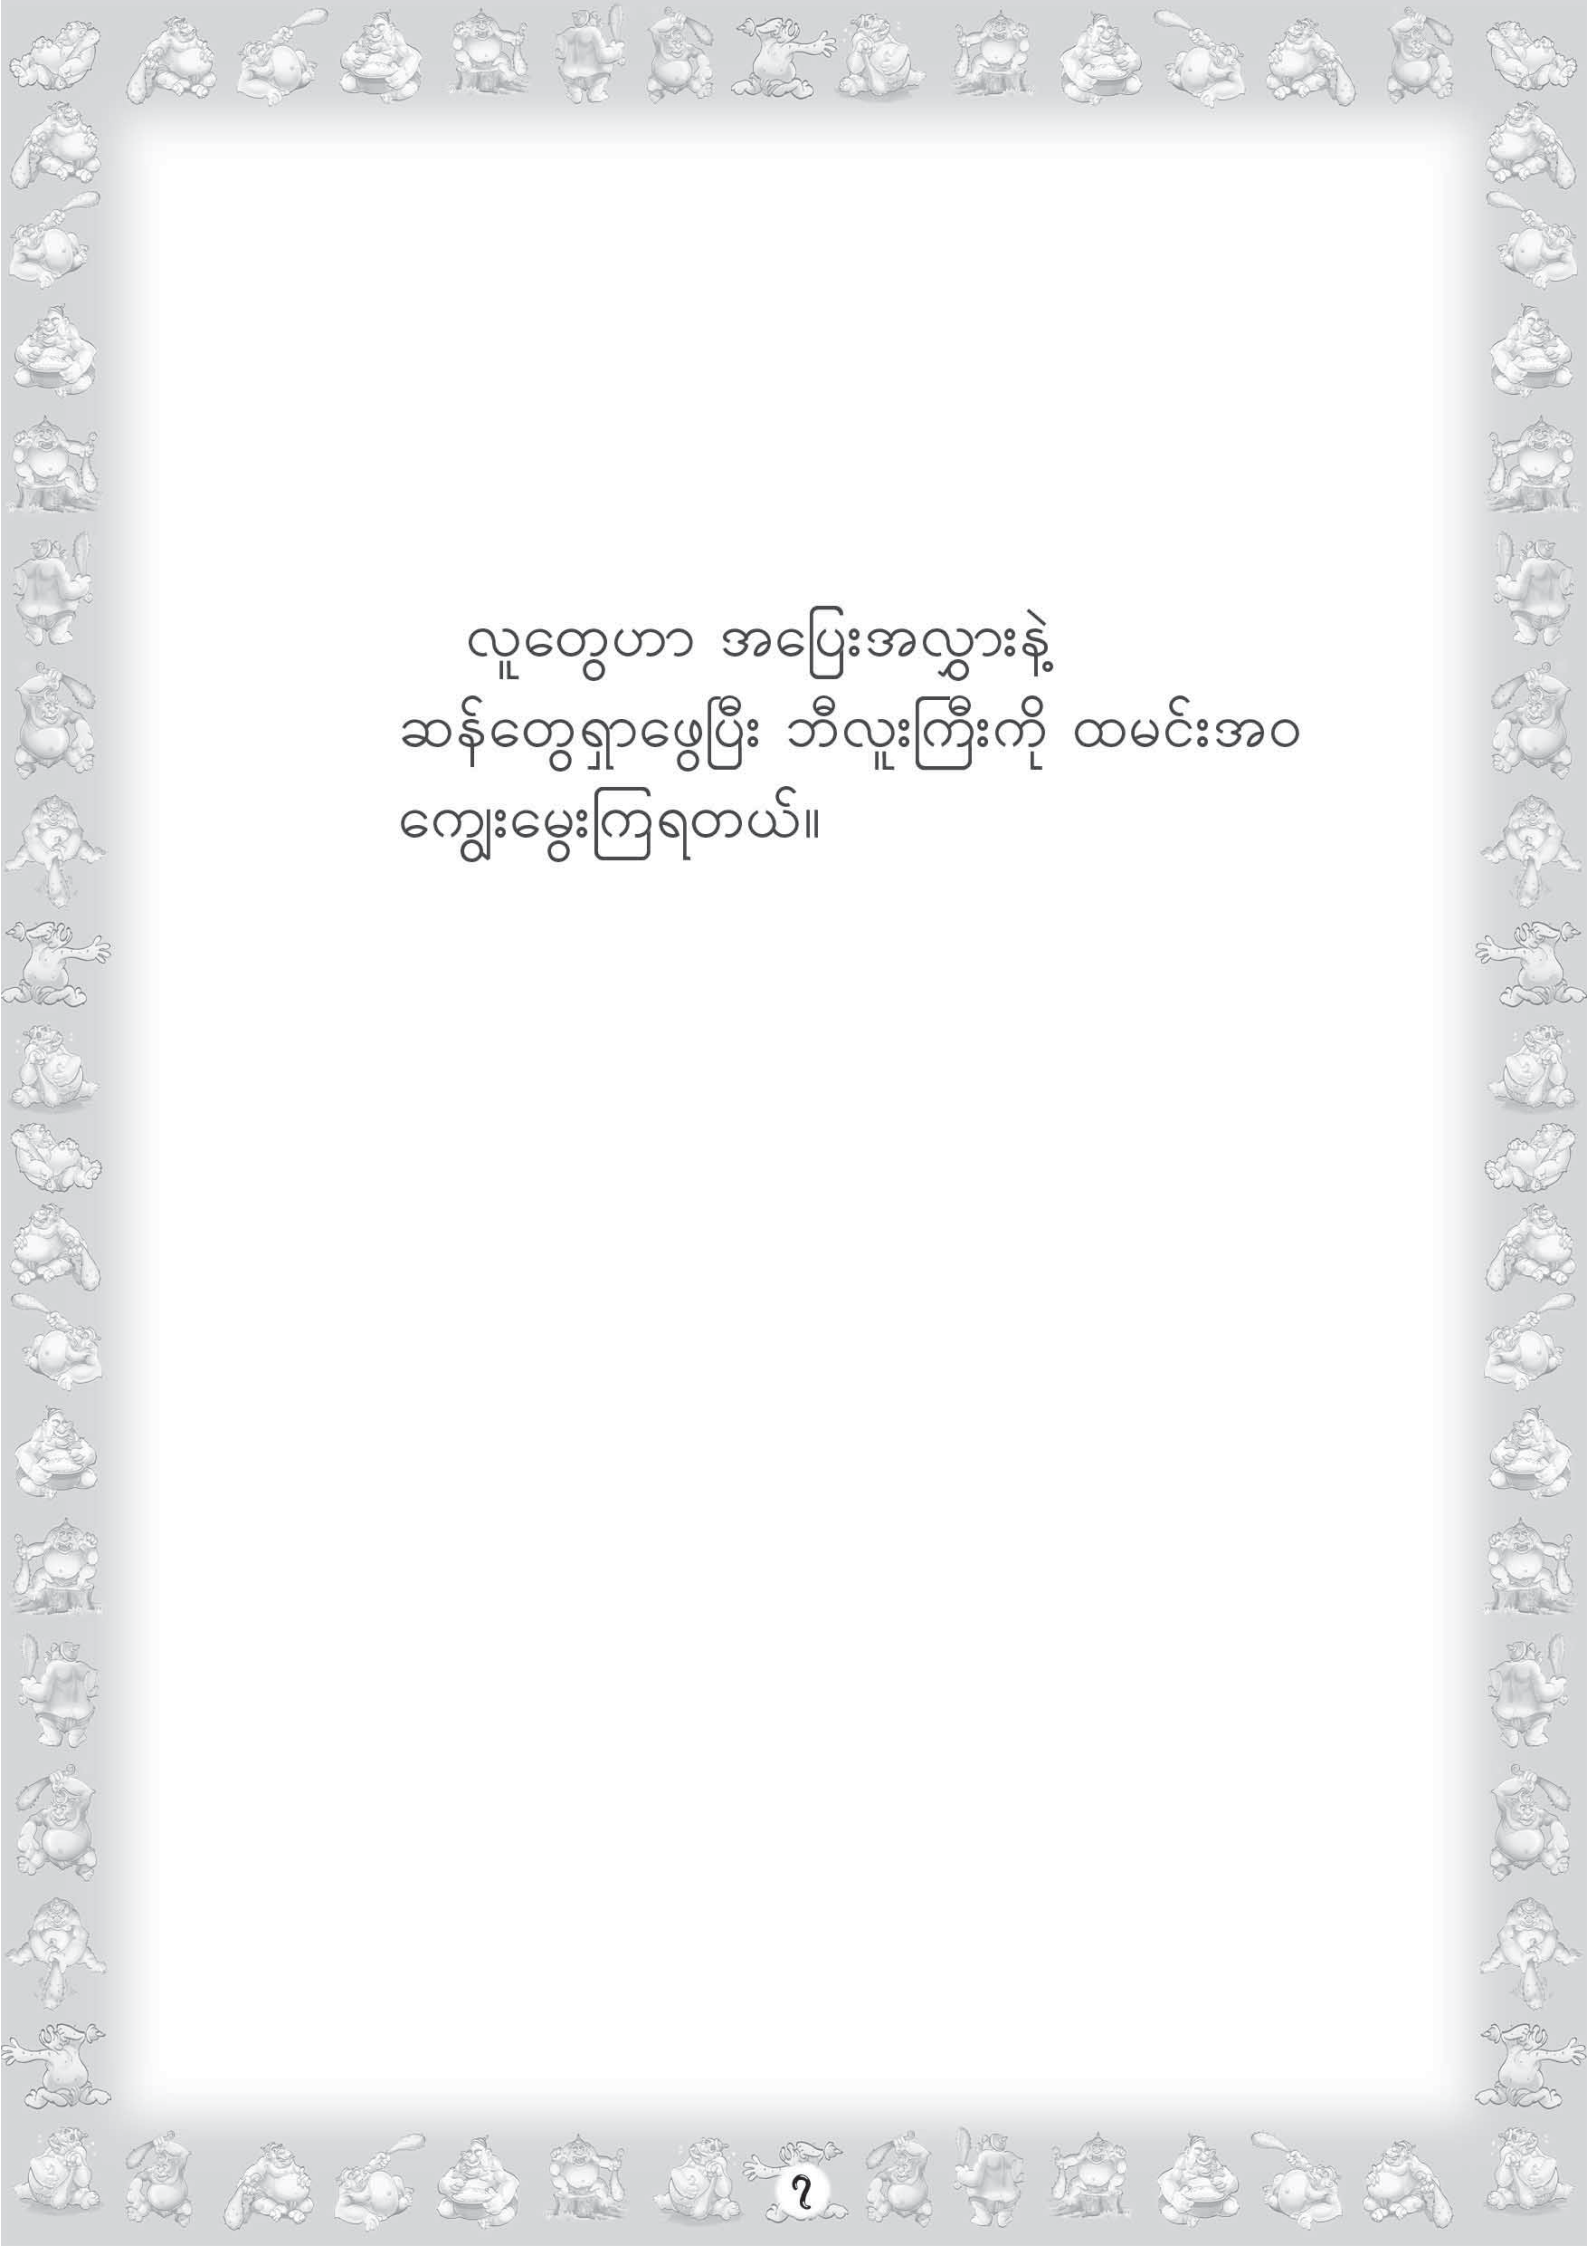 လူတွေဟာ အပြေးအလွှားနဲ့
ဆန်တွေရှာဖွေပြီး ဘီလူးကြီးကို ထမင်းအဝ
ကျွေးမွေးကြရတယ်။
၇